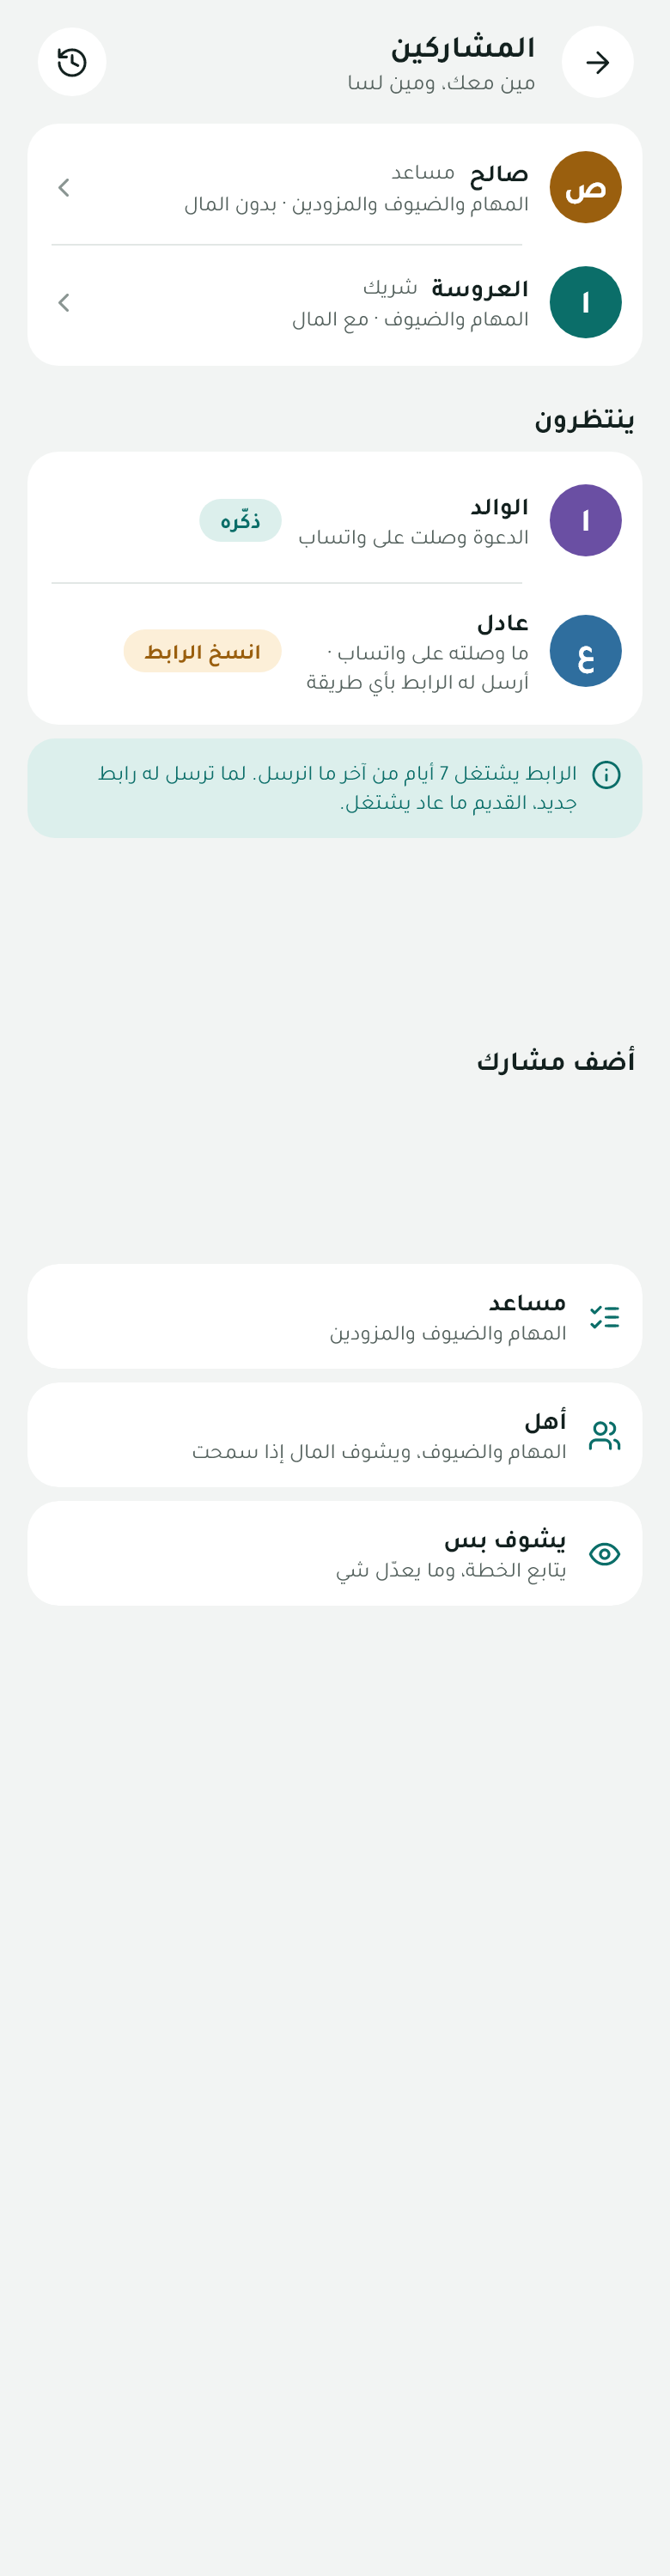 المشاركين
مين معك، ومين لسا
ص
صالح مساعد
المهام والضيوف والمزودين · بدون المال
ا
العروسة شريك
المهام والضيوف · مع المال
ينتظرون
ا
الوالد
الدعوة وصلت على واتساب
ذكّره
ع
عادل
ما وصلته على واتساب ·
أرسل له الرابط بأي طريقة
انسخ الرابط
الرابط يشتغل 7 أيام من آخر ما انرسل. لما ترسل له رابط
جديد، القديم ما عاد يشتغل.
أضف مشارك
مساعد
المهام والضيوف والمزودين
أهل
المهام والضيوف، ويشوف المال إذا سمحت
يشوف بس
يتابع الخطة، وما يعدّل شي